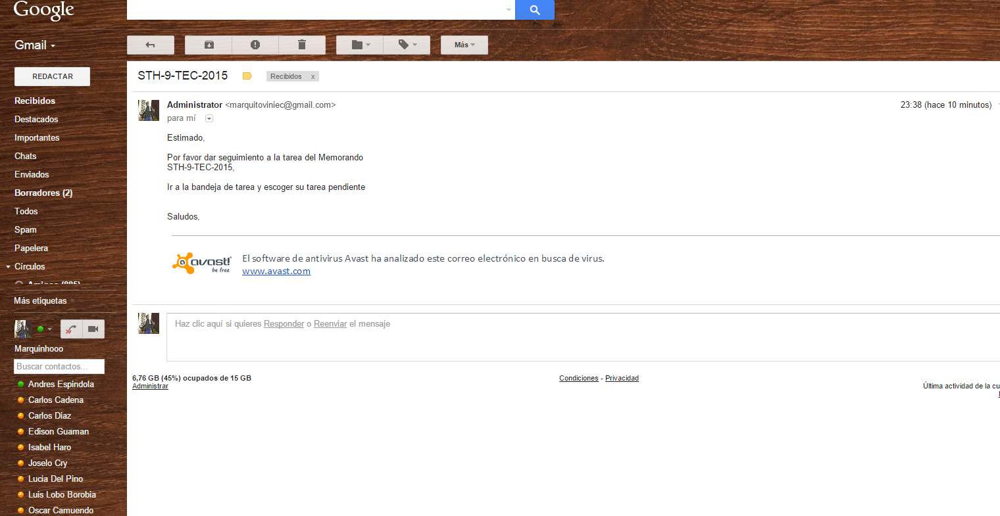 Google
Gmail
Más
REDACTAR
STH-9-TEC-2015 Recibidos x
Recibidos
Destacados
Importantes
Chats
Enviados
Borradores (2)
Todos
Spam
Papelera
Círculos
Amigos (885)
Más etiquetas
Marquinhooo
Buscar contactos...
Andres Espindola
Carlos Cadena
Carlos Diaz
Edison Guaman
Isabel Haro
Joselo Cry
Lucia Del Pino
Luis Lobo Borobia
Oscar Camuendo
Administrator <marquitoviniec@gmail.com> 23:38 (hace 10 minutos)
para mí
Estimado,
Por favor dar seguimiento a la tarea del Memorando
STH-9-TEC-2015,
Ir a la bandeja de tarea y escoger su tarea pendiente
Saludos,
avast!
be free
El software de antivirus Avast ha analizado este correo electrónico en busca de virus.
www.avast.com
Haz clic aquí si quieres Responder o Reenviar el mensaje
6,76 GB (45%) ocupados de 15 GB
Administrar
Condiciones - Privacidad
Última actividad de la cu